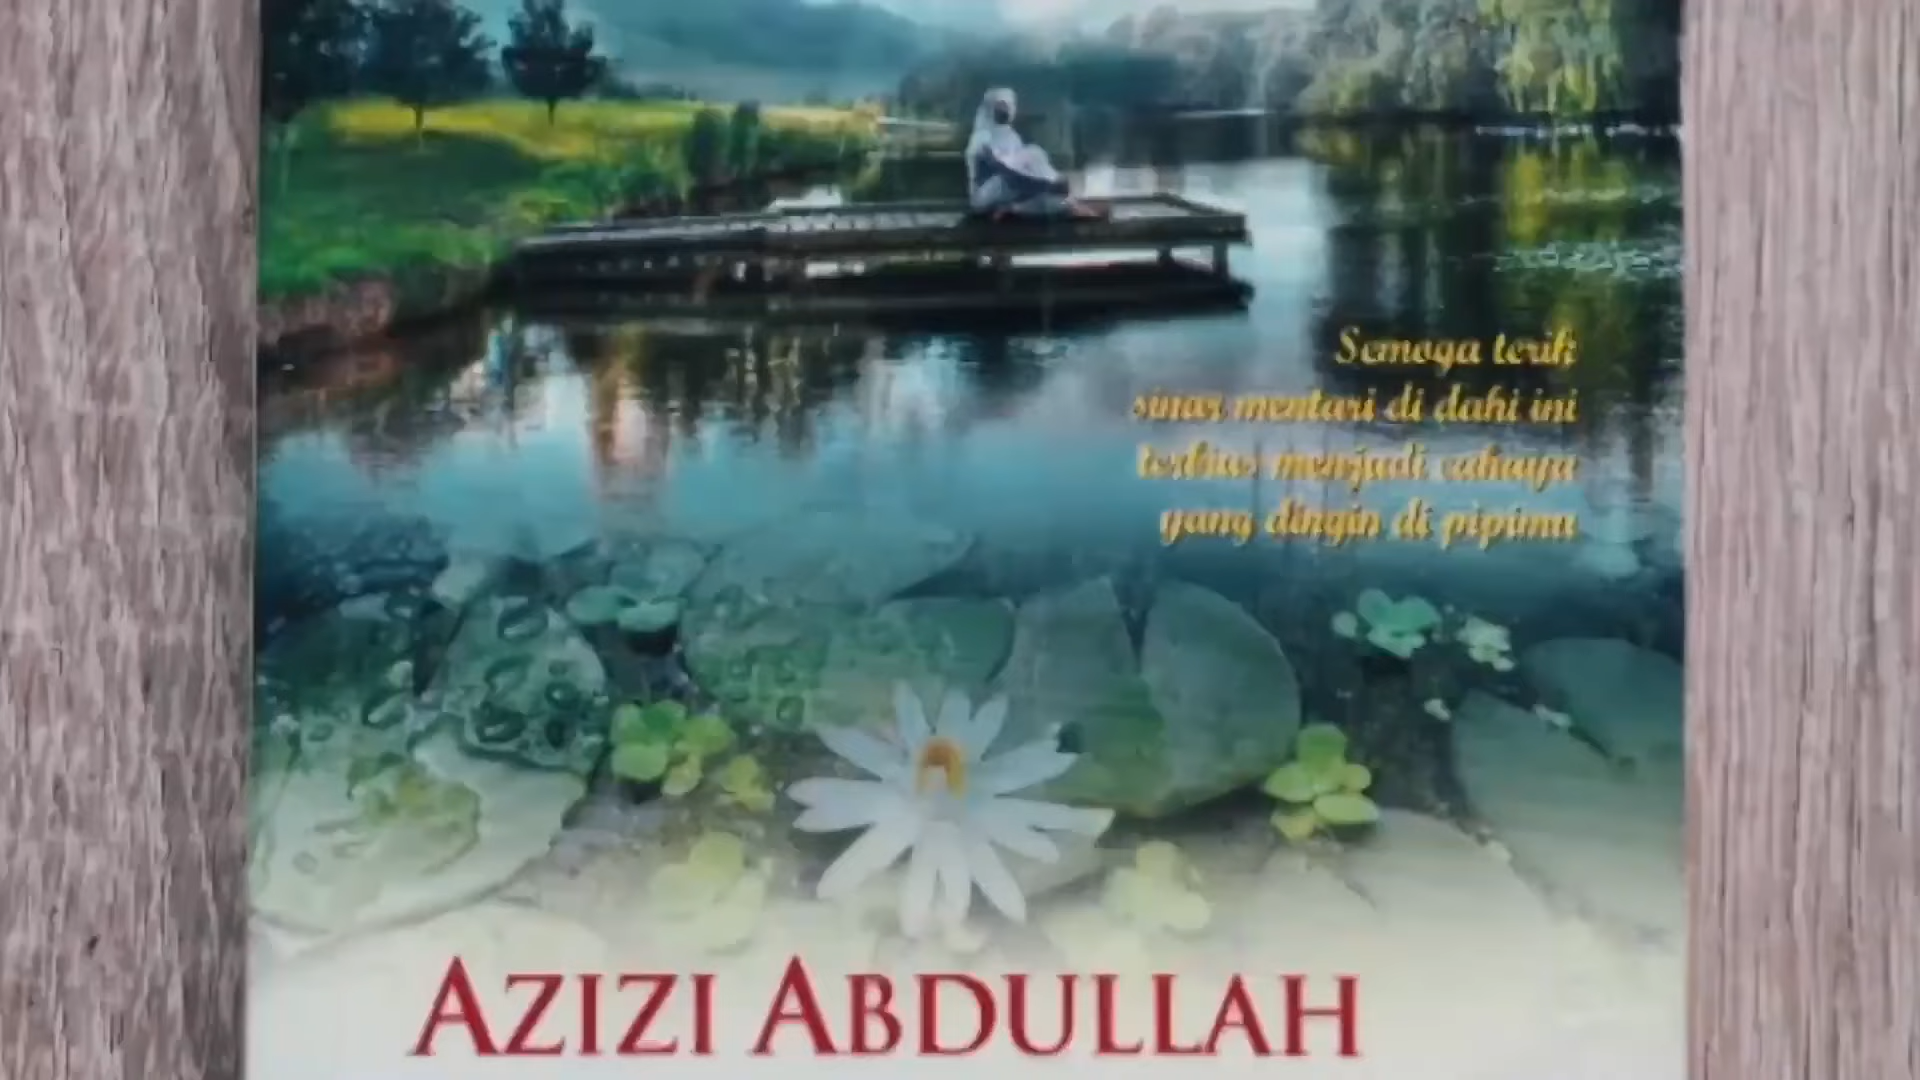 Semoga terik
sinar mentari di dahi ini
terbias menjadi cahaya
yang dingin di pipimu
AZIZI ABDULLAH